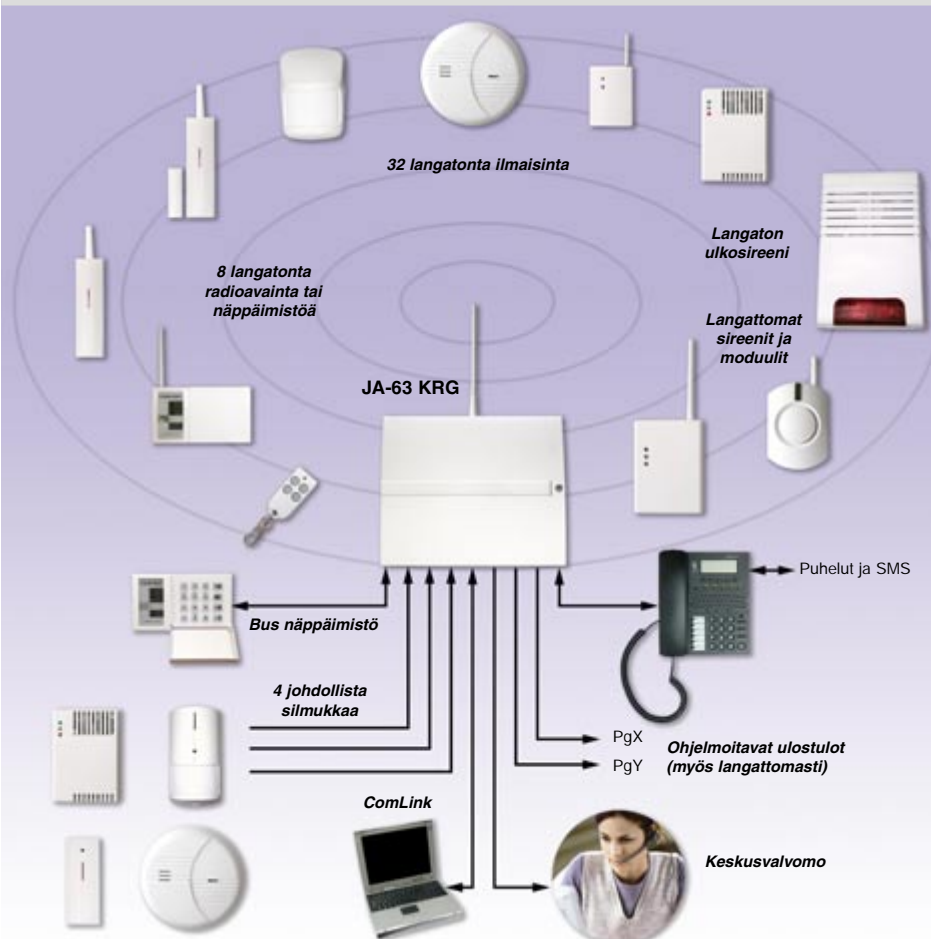 32 langatonta ilmaisinta
Langaton
ulkosireeni
8 langatonta
radioavainta tai
näppäimistöä
Langattomat
sireenit ja
moduulit
JA-63 KRG
Puhelut ja SMS
Bus näppäimistö
4 johdollista
silmukkaa
PgX
PgY
Ohjelmoitavat ulostulot
(myös langattomasti)
ComLink
Keskusvalvomo